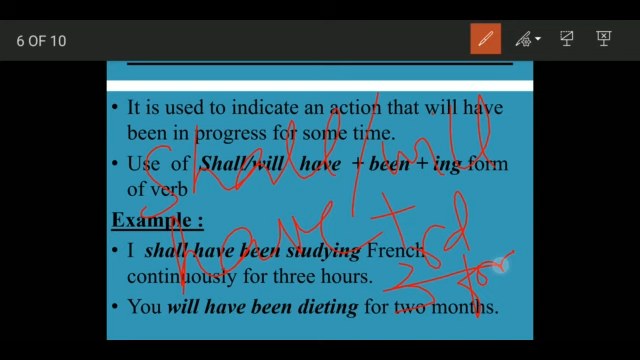 6 OF 10
• It is used to indicate an action that will have
been in progress for some time.
• Use of Shall/will have + been + ing form
of verb
Example :
• I shall have been studying French
continuously for three hours.
• You will have been dieting for two months.
Shall/will
have + 3rd